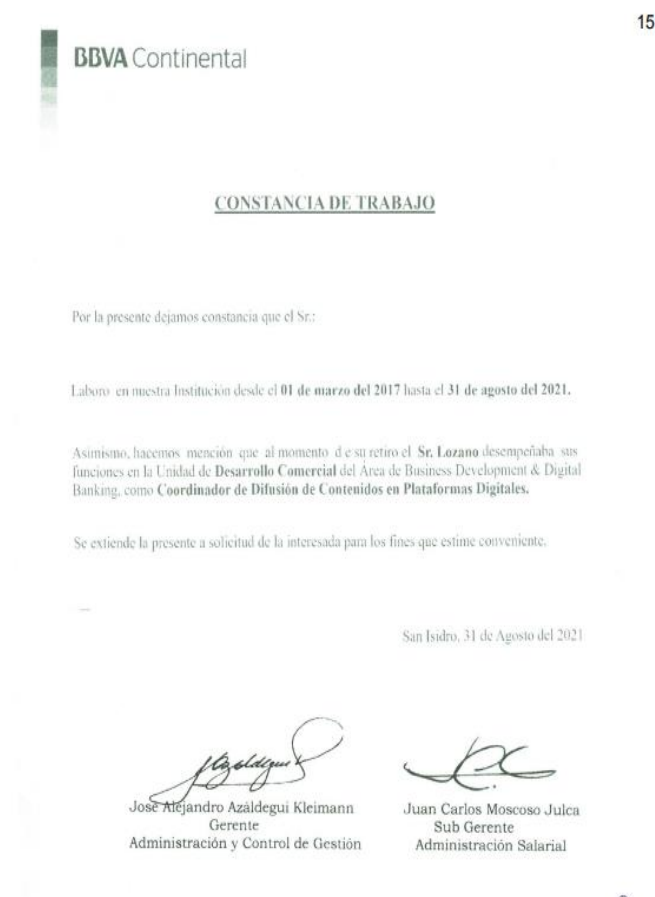 15
BBVA Continental
CONSTANCIA DE TRABAJO
Por la presente dejamos constancia que el Sr.:
Laboro en nuestra Institución desde el 01 de marzo del 2017 hasta el 31 de agosto del 2021.
Asimismo, hacemos mención que al momento d e su retiro el Sr. Lozano desempeñaba sus
funciones en la Unidad de Desarrollo Comercial del Área de Business Development & Digital
Banking, como Coordinador de Difusión de Contenidos en Plataformas Digitales.
Se extiende la presente a solicitud de la interesada para los fines que estime conveniente.
San Isidro, 31 de Agosto del 2021
José Alejandro Azáldegui Kleimann
Gerente
Administración y Control de Gestión
Juan Carlos Moscoso Julca
Sub Gerente
Administración Salarial